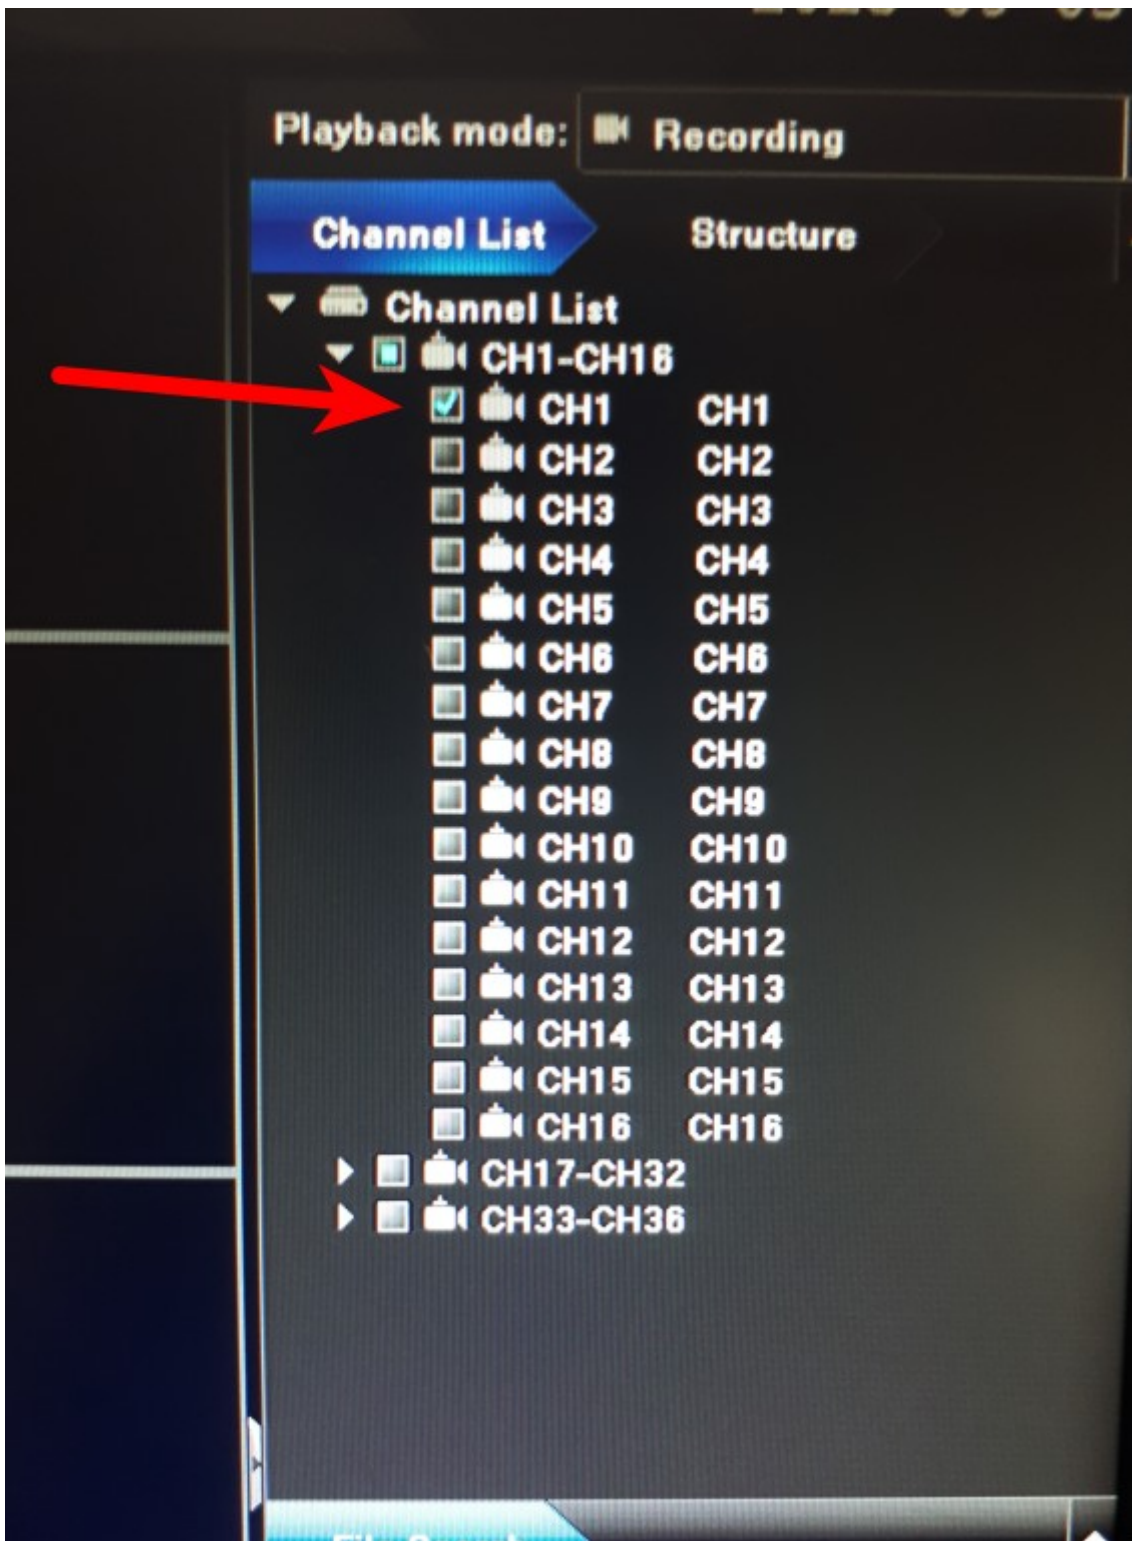 Playback mode: Recording
Channel List Structure
Channel List
CH1-CH16
CH1 CH1
CH2 CH2
CH3 CH3
CH4 CH4
CH5 CH5
CH6 CH6
CH7 CH7
CH8 CH8
CH9 CH9
CH10 CH10
CH11 CH11
CH12 CH12
CH13 CH13
CH14 CH14
CH15 CH15
CH16 CH16
CH17-CH32
CH33-CH36